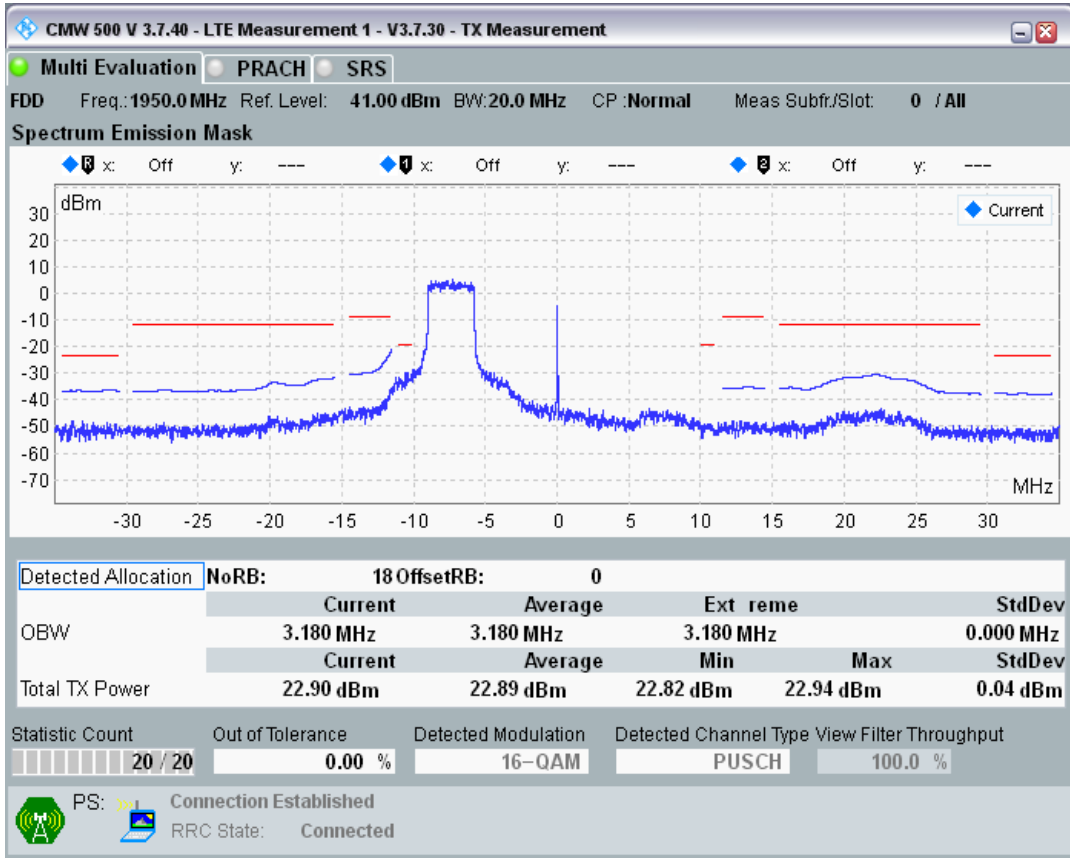 CMW 500 V 3.7.40 - LTE Measurement 1 - V3.7.30 - TX Measurement
Multi Evaluation PRACH SRS
FDD Freq.: 1950.0 MHz Ref. Level: 41.00 dBm BW: 20.0 MHz CP : Normal Meas Subfr./Slot: 0 / All
Spectrum Emission Mask
R x: Off y: --- 1 x: Off y: --- 2 x: Off y: ---
dBm
Current
30
20
10
0
-10
-20
-30
-40
-50
-60
-70
MHz
-30 -25 -20 -15 -10 -5 0 5 10 15 20 25 30
Detected Allocation NoRB: 18 OffsetRB: 0
Current Average Ext reme StdDev
OBW 3.180 MHz 3.180 MHz 3.180 MHz 0.000 MHz
Current Average Min Max StdDev
Total TX Power 22.90 dBm 22.89 dBm 22.82 dBm 22.94 dBm 0.04 dBm
Statistic Count Out of Tolerance Detected Modulation Detected Channel Type View Filter Throughput
20 / 20 0.00 % 16-QAM PUSCH 100.0 %
PS: Connection Established
RRC State: Connected